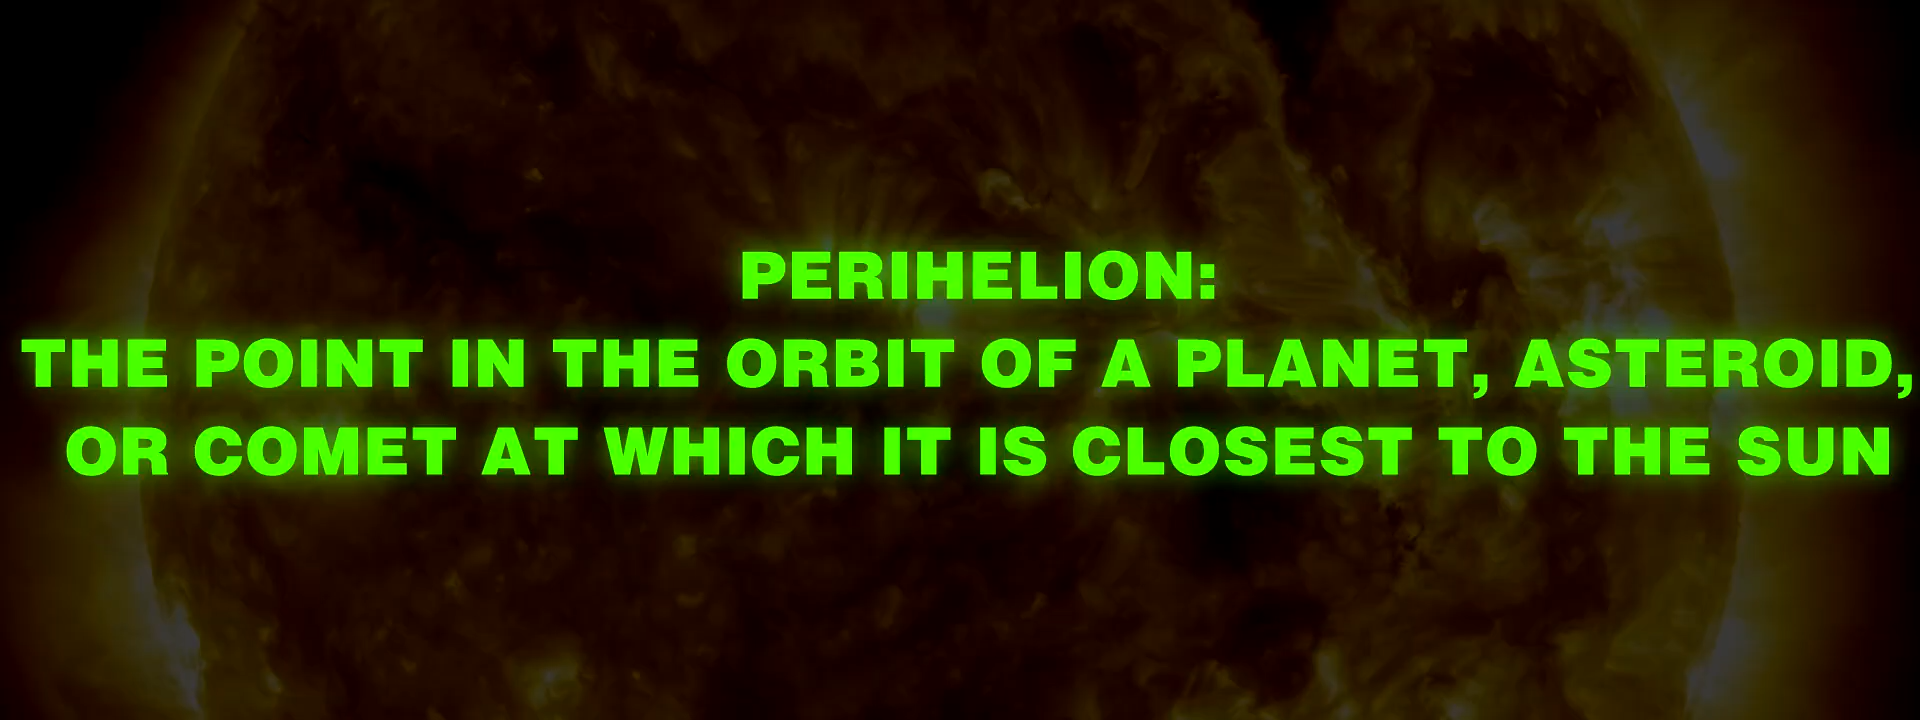 PERIHELION:
THE POINT IN THE ORBIT OF A PLANET, ASTEROID,
OR COMET AT WHICH IT IS CLOSEST TO THE SUN